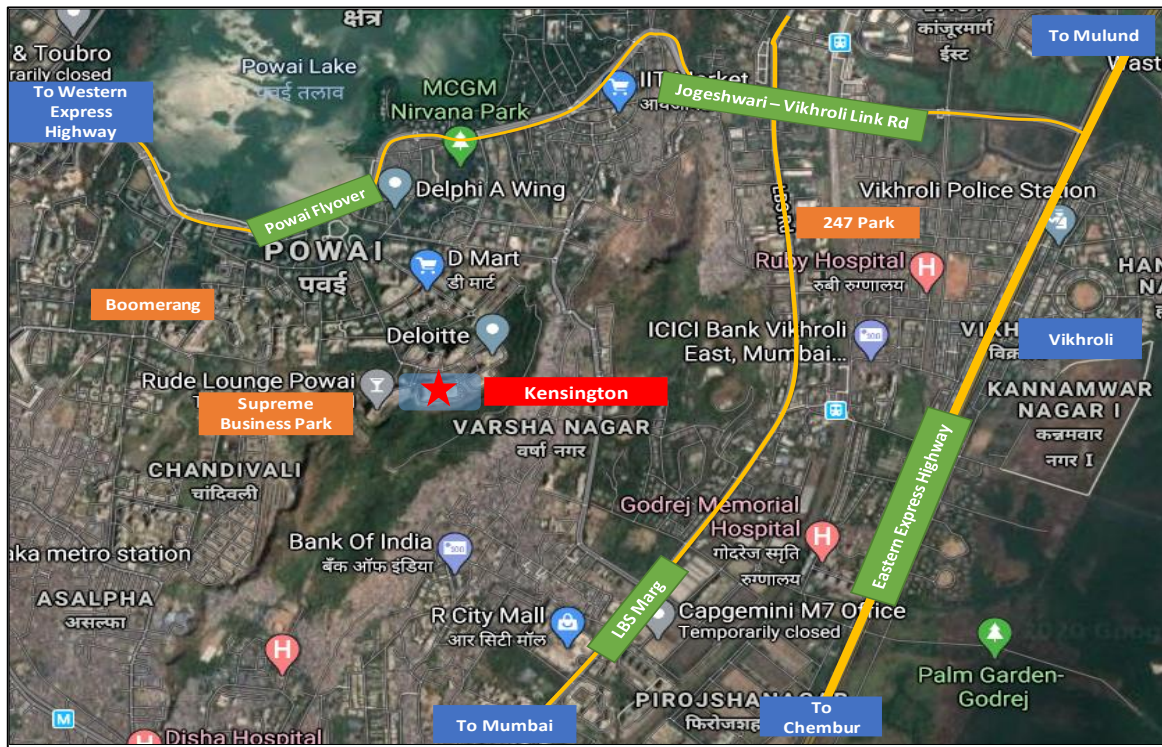 क्षेत्र
& Toubro
rarily closed
Powai Lake
पवई तलाव
To Western
Express
Highway
MCGM
Nirvana Park
IIT Market
Jogeshwari – Vikhroli Link Rd
कांजूरमार्ग
ईस्ट
To Mulund
Delphi A Wing
Powai Flyover
LBS Rd
Vikhroli Police Station
247 Park
POWAI
पवई
D Mart
डी मार्ट
Ruby Hospital
रुबी रुग्णालय
Boomerang
Deloitte
ICICI Bank Vikhroli
East, Mumbai...
Vikhroli
Rude Lounge Powai
Kensington
Supreme
Business Park
VARSHA NAGAR
वर्षा नगर
KANNAMWAR
NAGAR I
कन्नमवार
नगर I
CHANDIVALI
चांदिवली
Eastern Express Highway
Godrej Memorial
Hospital
गोदरेज स्मृति
रुग्णालय
aka metro station
Bank Of India
बैंक ऑफ इंडिया
ASALPHA
असल्फा
R City Mall
आर सिटी मॉल
LBS Marg
Capgemini M7 Office
Temporarily closed
Palm Garden-
Godrej
PIROJSHANAGAR
To Mumbai
To
Chembur
Disha Hospital